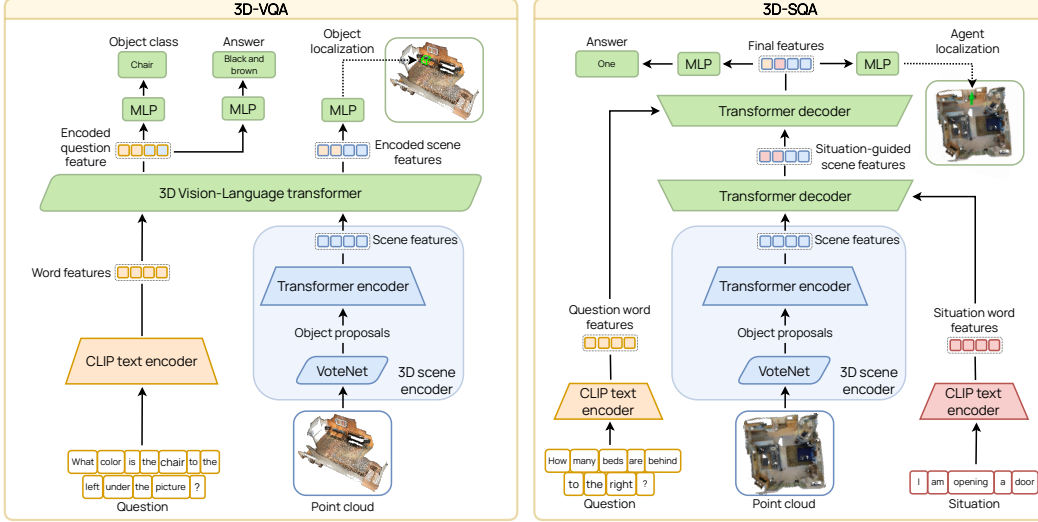 3D-VQA
Object class
Answer
Object
localization
Chair
Black and
brown
MLP
MLP
MLP
Encoded
question
feature
Encoded scene
features
3D Vision-Language transformer
Word features
Scene features
Transformer encoder
Object proposals
CLIP text encoder
VoteNet
3D scene
encoder
What color is the chair to the
left under the picture ?
Question
Point cloud
3D-SQA
Answer
Final features
Agent
localization
One
MLP
MLP
Transformer decoder
Situation-guided
scene features
Transformer decoder
Scene features
Transformer encoder
Question word
features
Object proposals
Situation word
features
VoteNet
3D scene
encoder
CLIP text
encoder
CLIP text
encoder
How many beds are behind
to the right ?
Question
Point cloud
I am opening a door
Situation